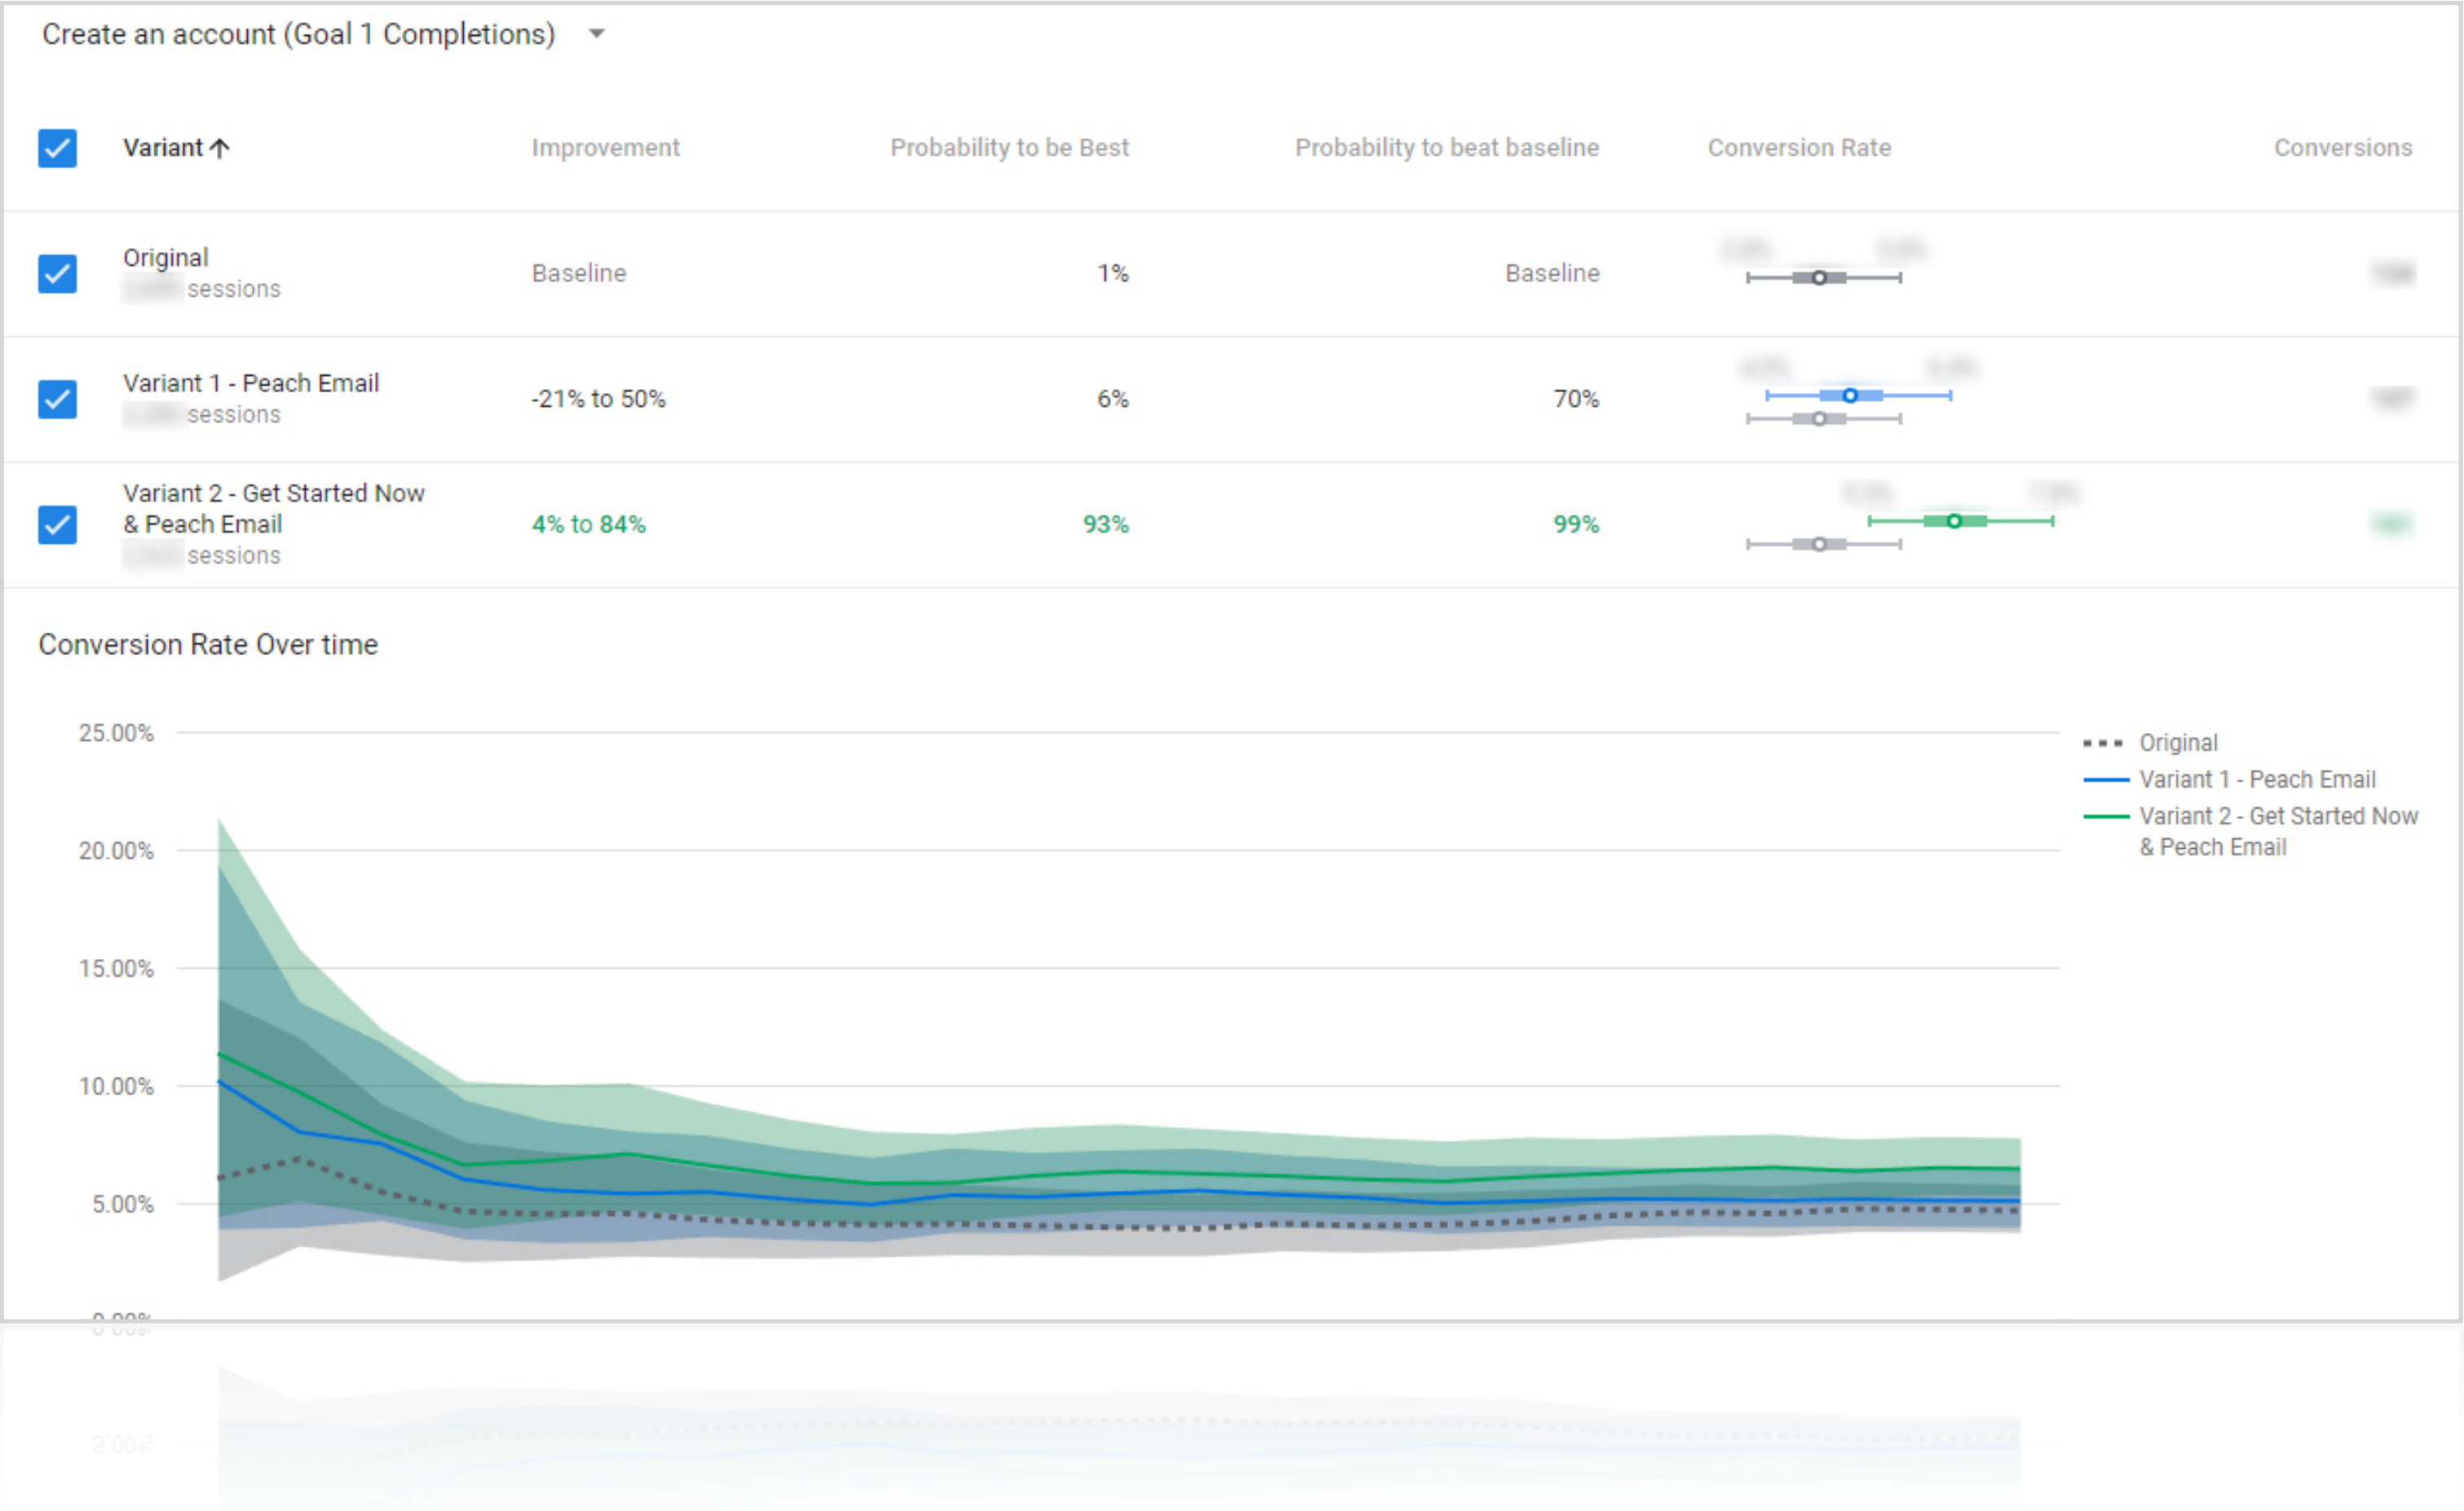 Create an account (Goal 1 Completions)
Variant Improvement Probability to be Best Probability to beat baseline Conversion Rate Conversions
Original
sessions
Baseline 1% Baseline
Variant 1 - Peach Email
sessions
-21% to 50% 6% 70%
Variant 2 - Get Started Now
& Peach Email
sessions
4% to 84% 93% 99%
Conversion Rate Over time
25.00%
20.00%
15.00%
10.00%
5.00%
Original
Variant 1 - Peach Email
Variant 2 - Get Started Now
& Peach Email